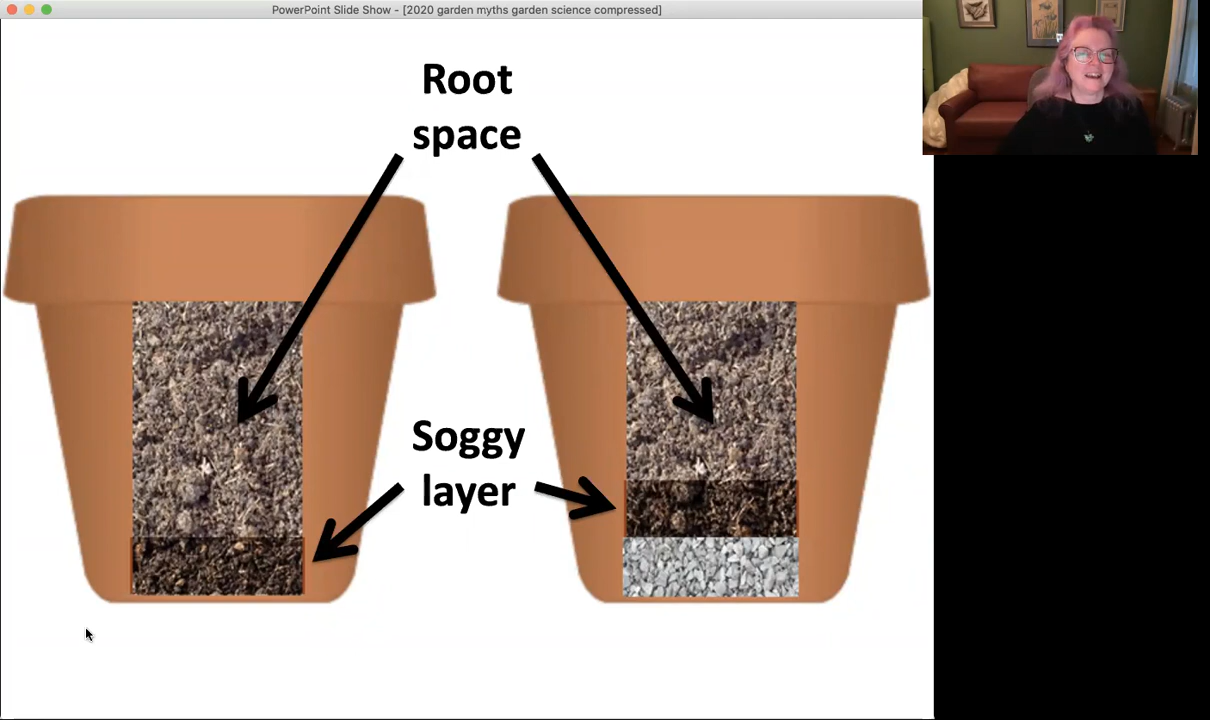 PowerPoint Slide Show - [2020 garden myths garden science compressed]
Root
space
Soggy
layer